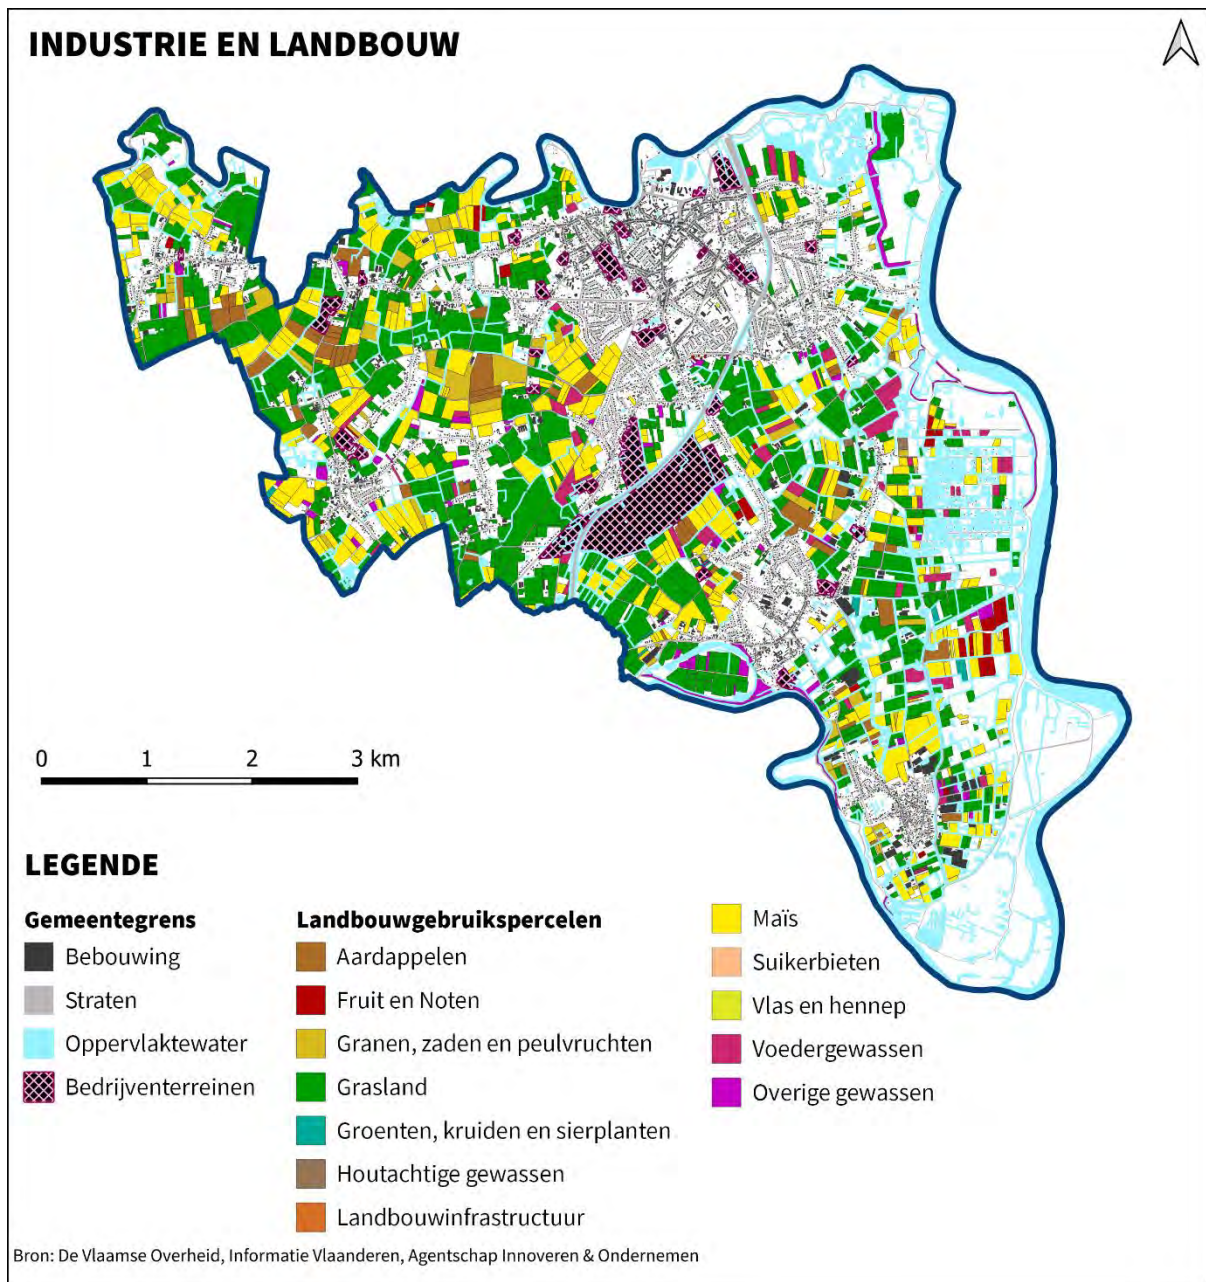 INDUSTRIE EN LANDBOUW
0 1 2 3 km
LEGENDE
Gemeentegrens
Bebouwing
Straten
Oppervlaktewater
Bedrijventerreinen
Landbouwgebruikspercelen
Aardappelen
Fruit en Noten
Granen, zaden en peulvruchten
Grasland
Groenten, kruiden en sierplanten
Houtachtige gewassen
Landbouwinfrastructuur
Maïs
Suikerbieten
Vlas en hennep
Voedergewassen
Overige gewassen
Bron: De Vlaamse Overheid, Informatie Vlaanderen, Agentschap Innoveren & Ondernemen